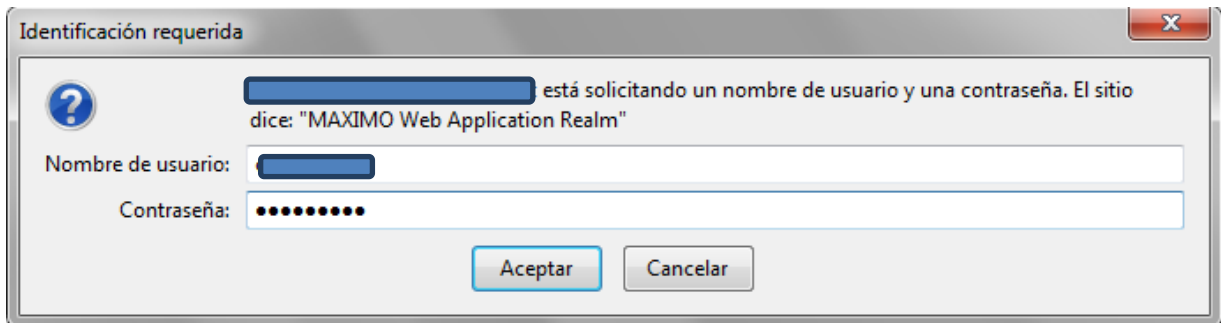 Identificación requerida
está solicitando un nombre de usuario y una contraseña. El sitio
dice: "MAXIMO Web Application Realm"
Nombre de usuario:
Contraseña: •••••••••
Aceptar Cancelar